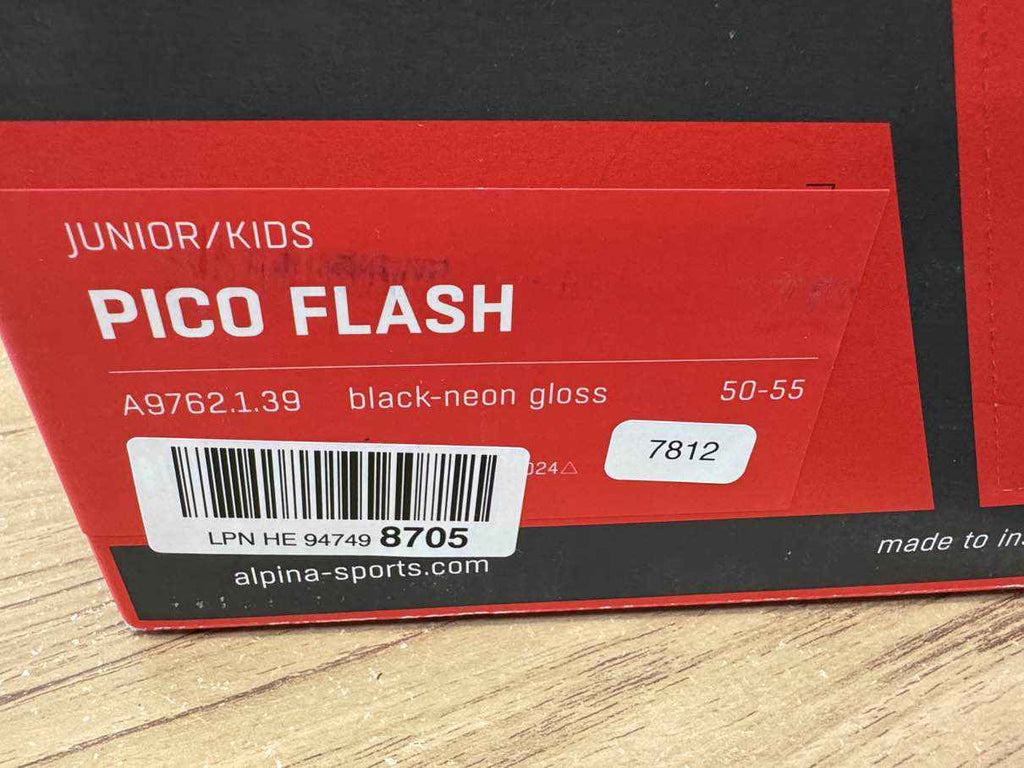 JUNIOR/KIDS
PICO FLASH
A9762.1.39 black-neon gloss 50-55
024△ 7812
LPN HE 94749 8705
alpina-sports.com
made to